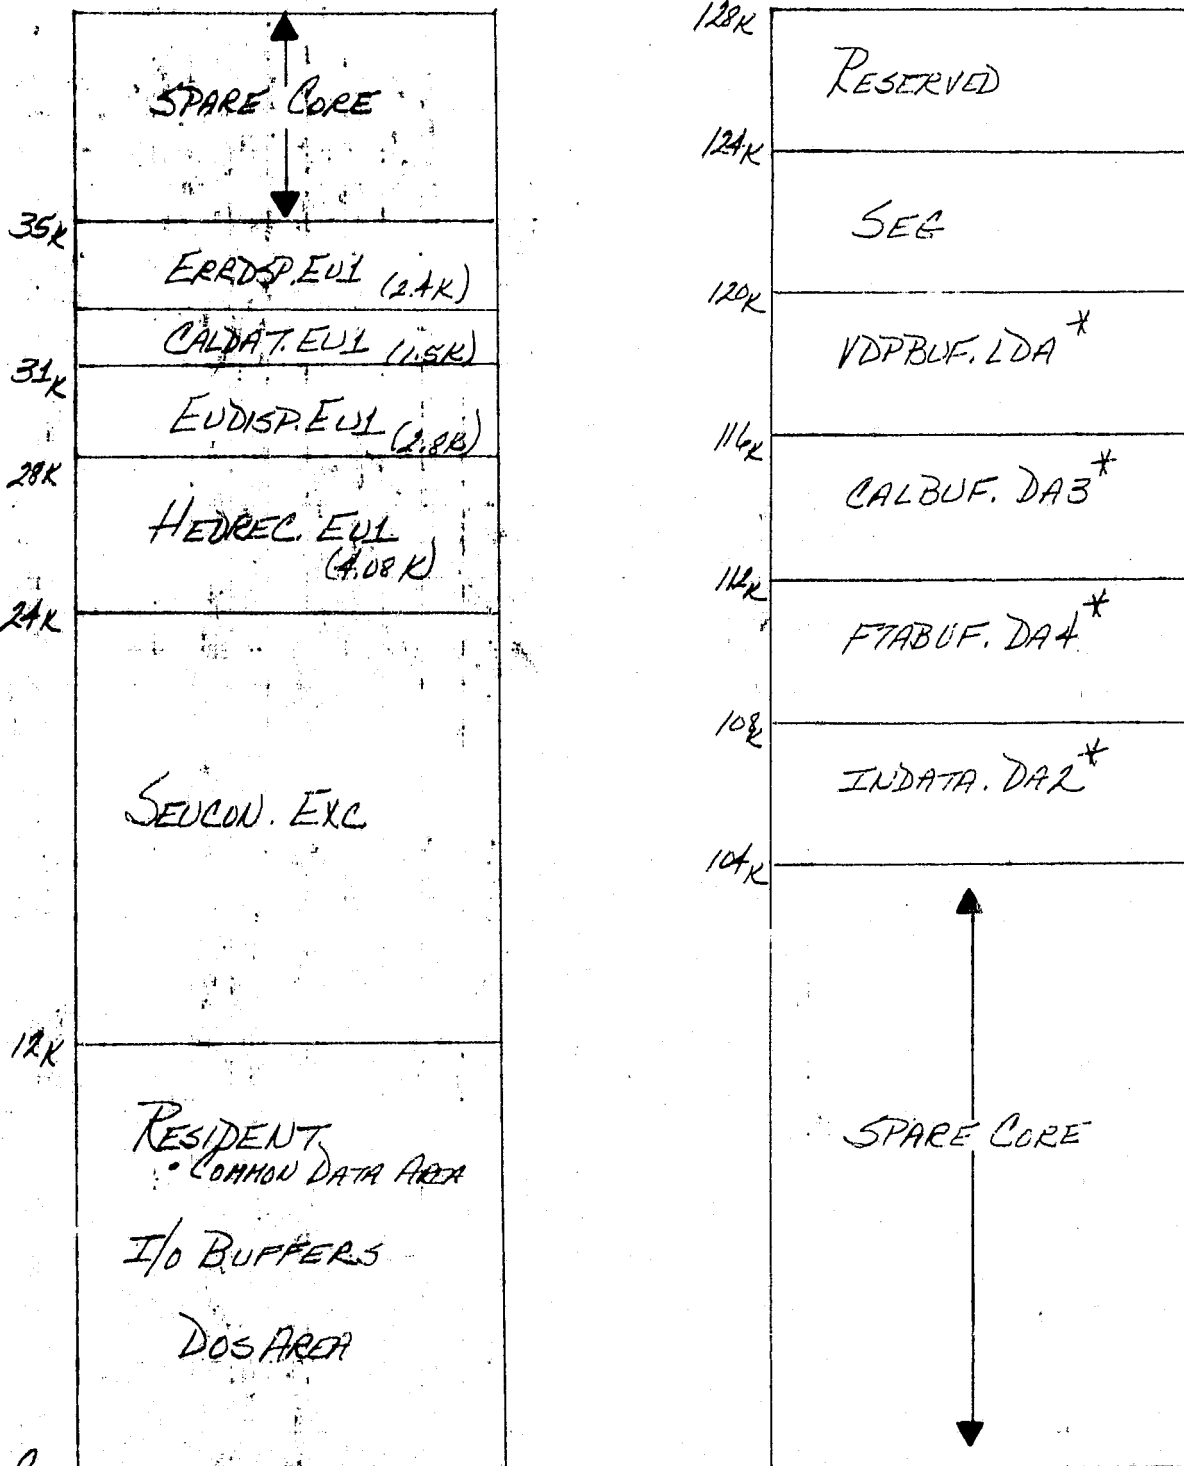 SPARE CORE
35K
ERRDSP.EU1 (2.4K)
CALDAT.EU1 (1.5K)
31K
EUDISP.EU1 (2.8K)
28K
HEDREC.EU1
(4.08K)
24K
SEUCON.EXC
12K
RESIDENT
• COMMON DATA AREA
I/O BUFFERS
DOS AREA
128K
RESERVED
124K
SEG
120K
VDPBUF.LDA*
116K
CALBUF.DA3*
112K
FTABUF.DA4*
108K
INDATA.DA2*
104K
SPARE CORE